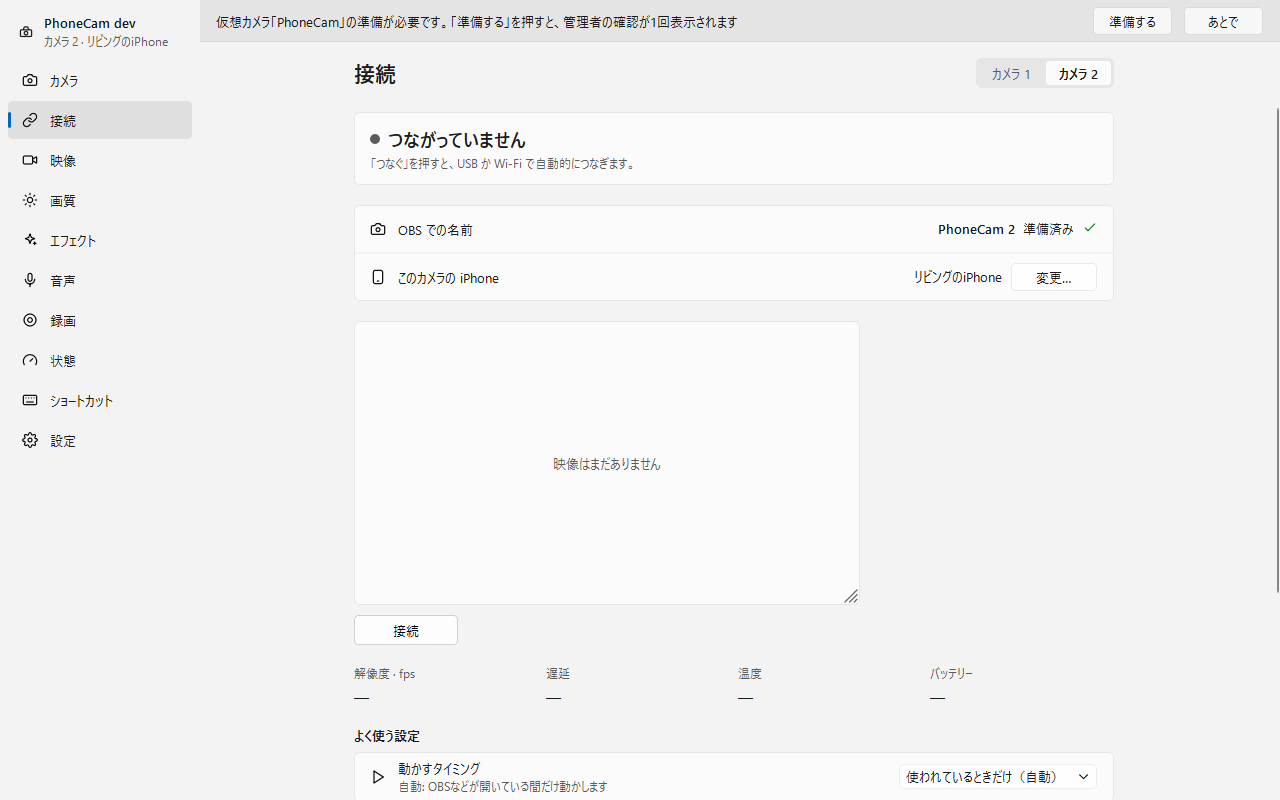 PhoneCam dev
カメラ 2 · リビングのiPhone
仮想カメラ「PhoneCam」の準備が必要です。「準備する」を押すと、管理者の確認が1回表示されます
準備する
あとで
カメラ
接続
映像
画質
エフェクト
音声
録画
状態
ショートカット
設定
接続
カメラ 1
カメラ 2
つながっていません
「つなぐ」を押すと、USB か Wi-Fi で自動的につなぎます。
OBS での名前
PhoneCam 2 準備済み
このカメラの iPhone
リビングのiPhone
変更...
映像はまだありません
接続
解像度 · fps
遅延
温度
バッテリー
—
—
—
—
よく使う設定
動かすタイミング
自動: OBSなどが開いている間だけ動かします
使われているときだけ（自動）